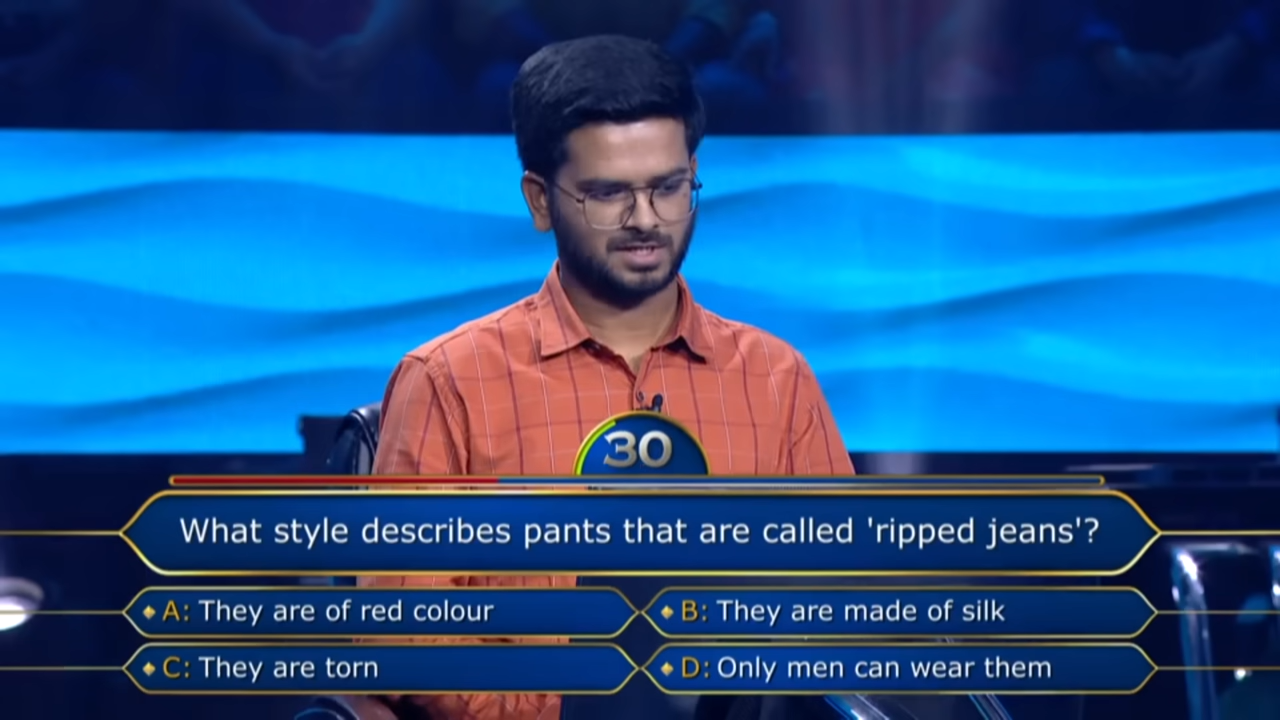 30
What style describes pants that are called 'ripped jeans'?
A: They are of red colour
B: They are made of silk
C: They are torn
D: Only men can wear them